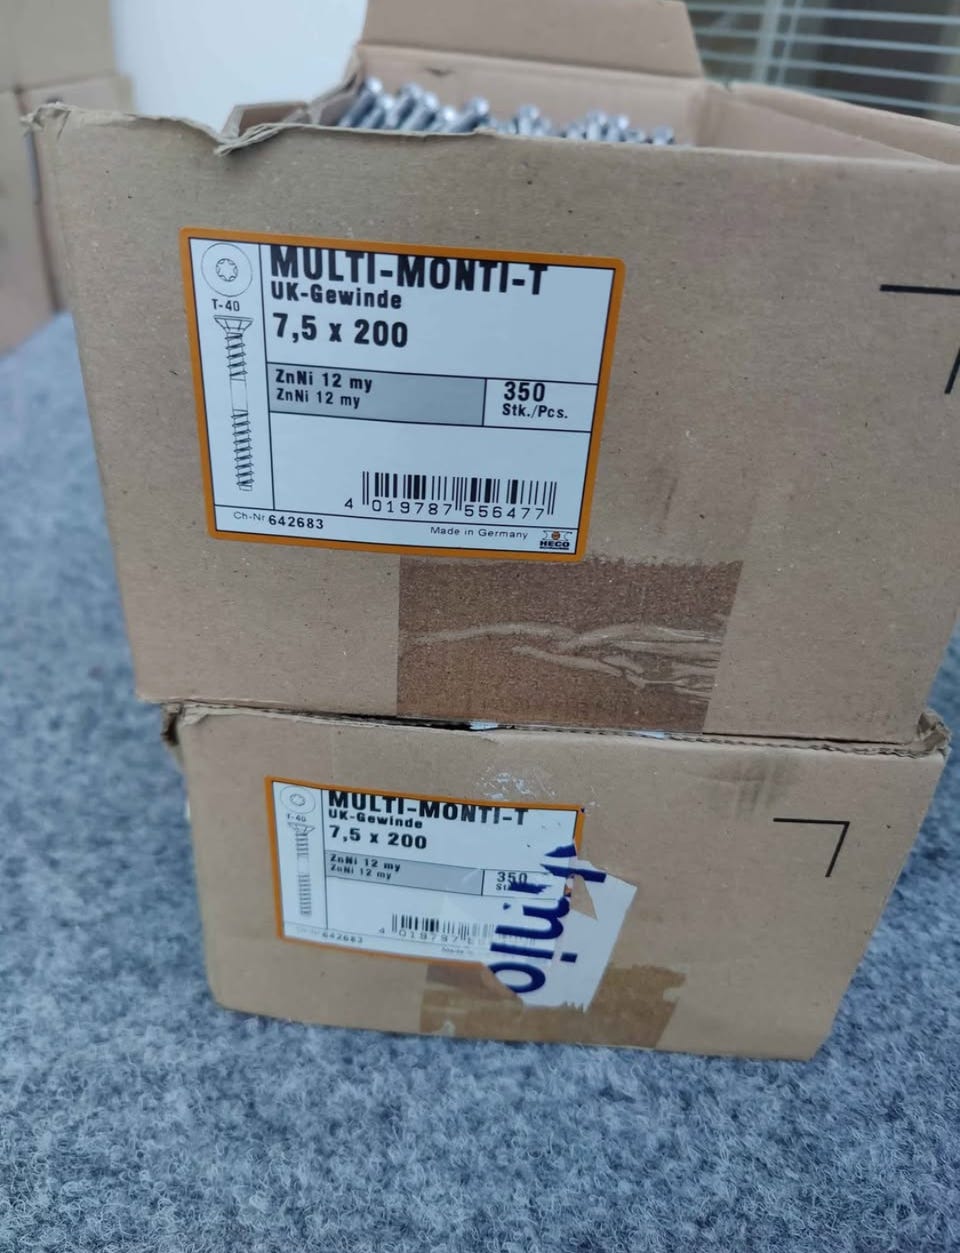 MULTI-MONTI-T
UK-Gewinde
7,5 x 200
T-40
ZnNi 12 my
ZnNi 12 my
350
Stk./Pcs.
4 019787 556477
Ch-Nr 642683
Made in Germany
HECO
MULTI-MONTI-T
UK-Gewinde
7,5 x 200
T-40
ZnNi 12 my
ZnNi 12 my
350
4 019787
642683